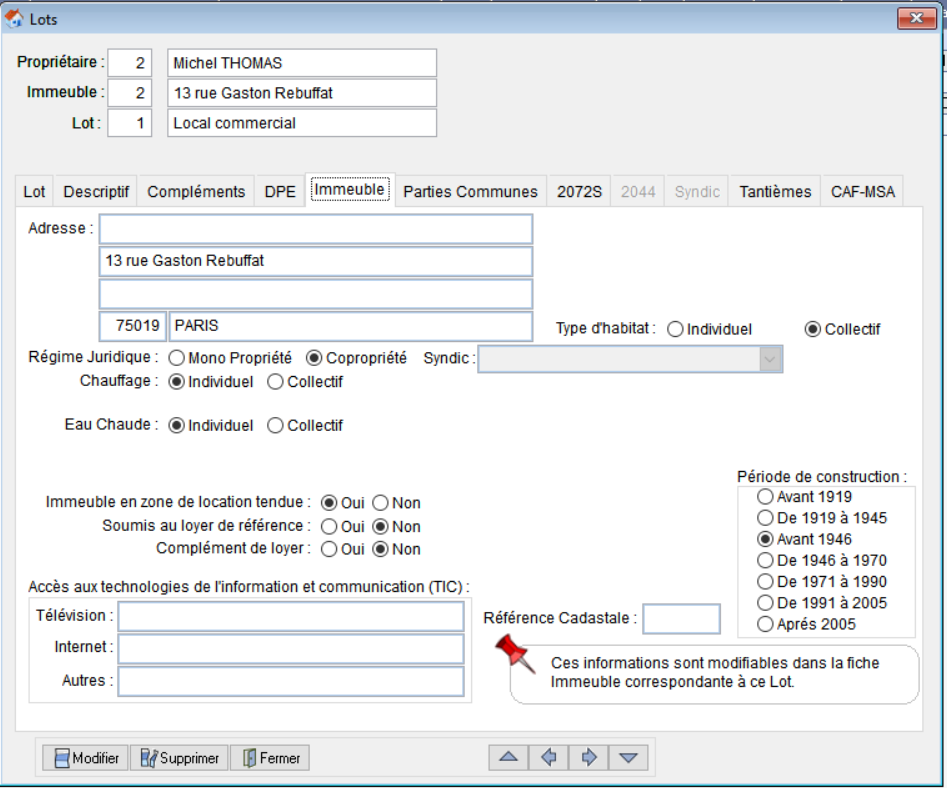 Lots
Propriétaire : 2 Michel THOMAS
Immeuble : 2 13 rue Gaston Rebuffat
Lot : 1 Local commercial
Lot Descriptif Compléments DPE Immeuble Parties Communes 2072S 2044 Syndic Tantièmes CAF-MSA
Adresse :
13 rue Gaston Rebuffat
75019 PARIS
Type d'habitat : Individuel Collectif
Régime Juridique : Mono Propriété Copropriété Syndic :
Chauffage : Individuel Collectif
Eau Chaude : Individuel Collectif
Période de construction :
Avant 1919
De 1919 à 1945
Avant 1946
De 1946 à 1970
De 1971 à 1990
De 1991 à 2005
Aprés 2005
Immeuble en zone de location tendue : Oui Non
Soumis au loyer de référence : Oui Non
Complément de loyer : Oui Non
Accès aux technologies de l'information et communication (TIC) :
Télévision :
Internet :
Autres :
Référence Cadastale :
Ces informations sont modifiables dans la fiche
Immeuble correspondante à ce Lot.
Modifier Supprimer Fermer